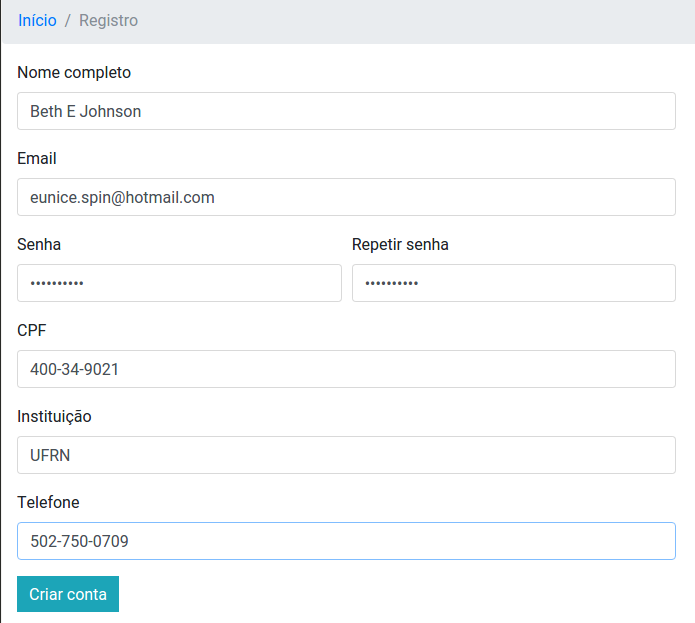 Início / Registro
Nome completo
Beth E Johnson
Email
eunice.spin@hotmail.com
Senha Repetir senha
•••••••••• ••••••••••
CPF
400-34-9021
Instituição
UFRN
Telefone
502-750-0709
Criar conta